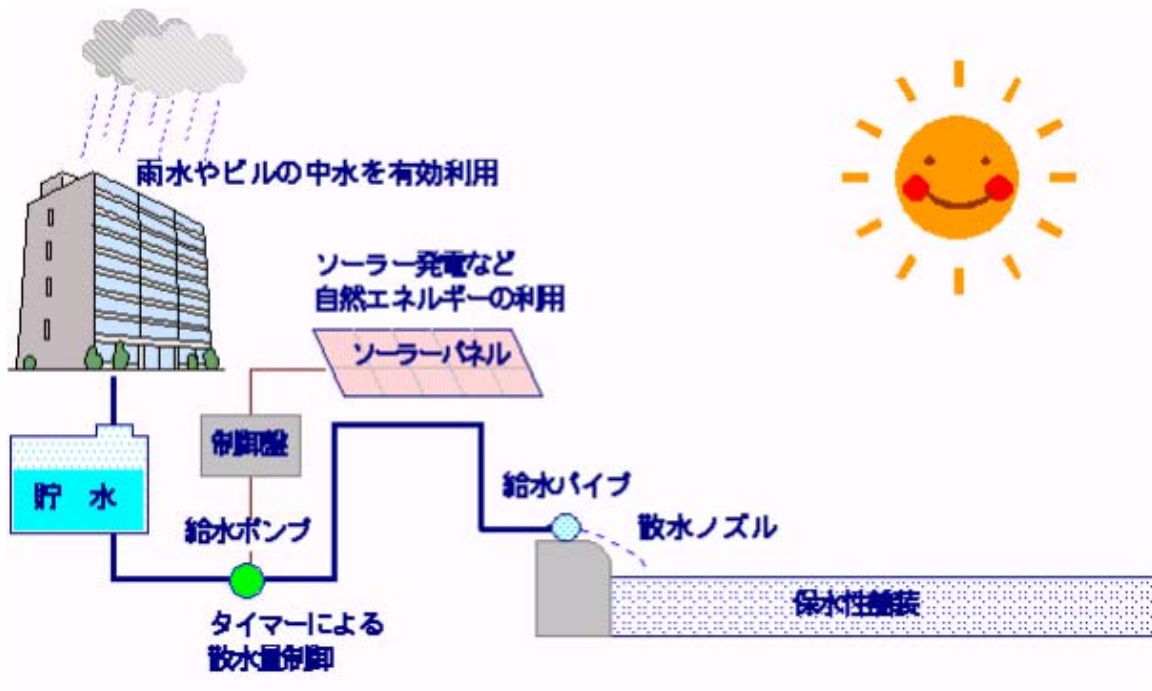 雨水やビルの中水を有効利用
ソーラー発電など
自然エネルギーの利用
ソーラーパネル
制御盤
貯 水
給水ポンプ
給水パイプ
散水ノズル
保水性舗装
タイマーによる
散水量制御